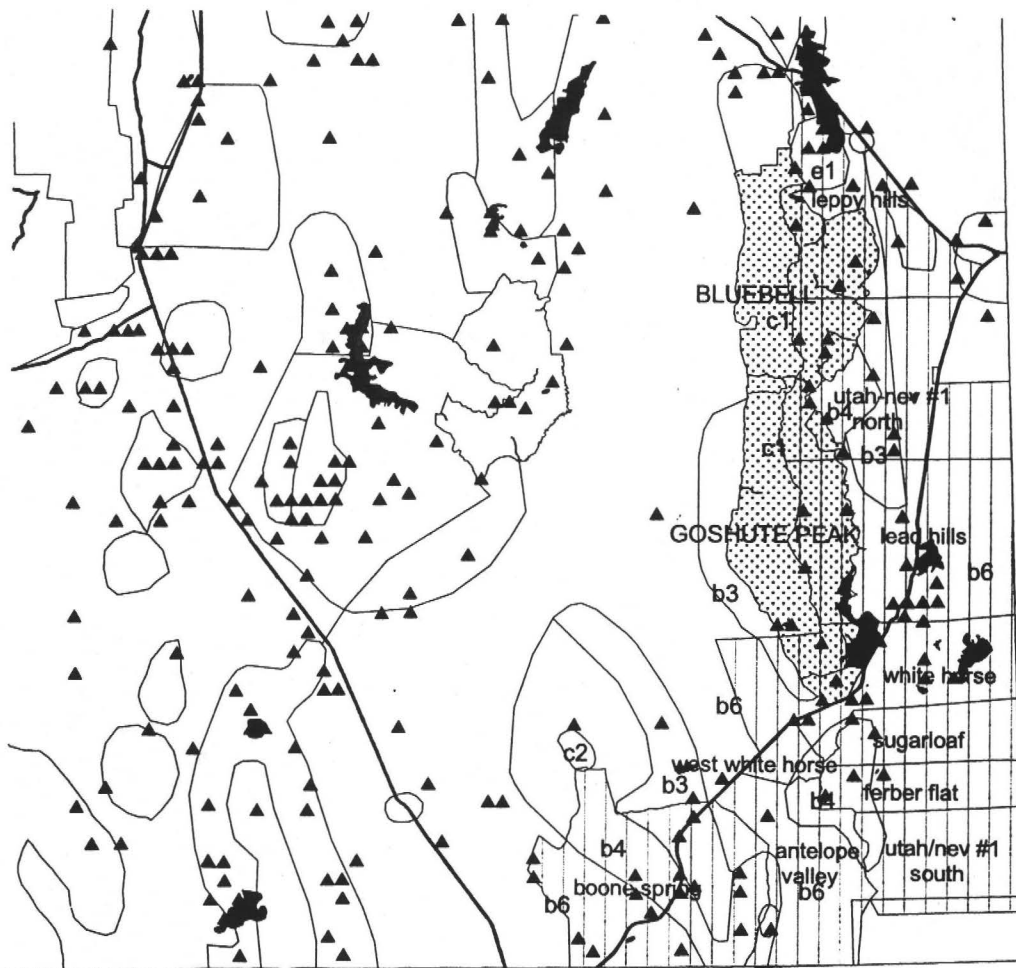 e1
leppy hills
BLUEBELL
c1
utah-nev #1
b4
north
c1
b3
GOSHUTE PEAK
lead hills
b6
b3
white horse
b6
sugarloaf
c2
west white horse
b3
ferber flat
b4
b4
antelope
utah/nev #1
valley
south
boone spring
b6
b6